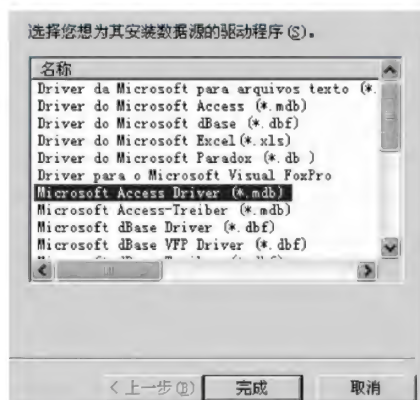 选择您想为其安装数据源的驱动程序(S)。
名称
Driver da Microsoft para arquivos texto (*.
Driver do Microsoft Access (*.mdb)
Driver do Microsoft dBase (*.dbf)
Driver do Microsoft Excel(*.xls)
Driver do Microsoft Paradox (*.db )
Driver para o Microsoft Visual FoxPro
Microsoft Access Driver (*.mdb)
Microsoft Access-Treiber (*.mdb)
Microsoft dBase Driver (*.dbf)
Microsoft dBase VFP Driver (*.dbf)
<上一步(B) 完成 取消